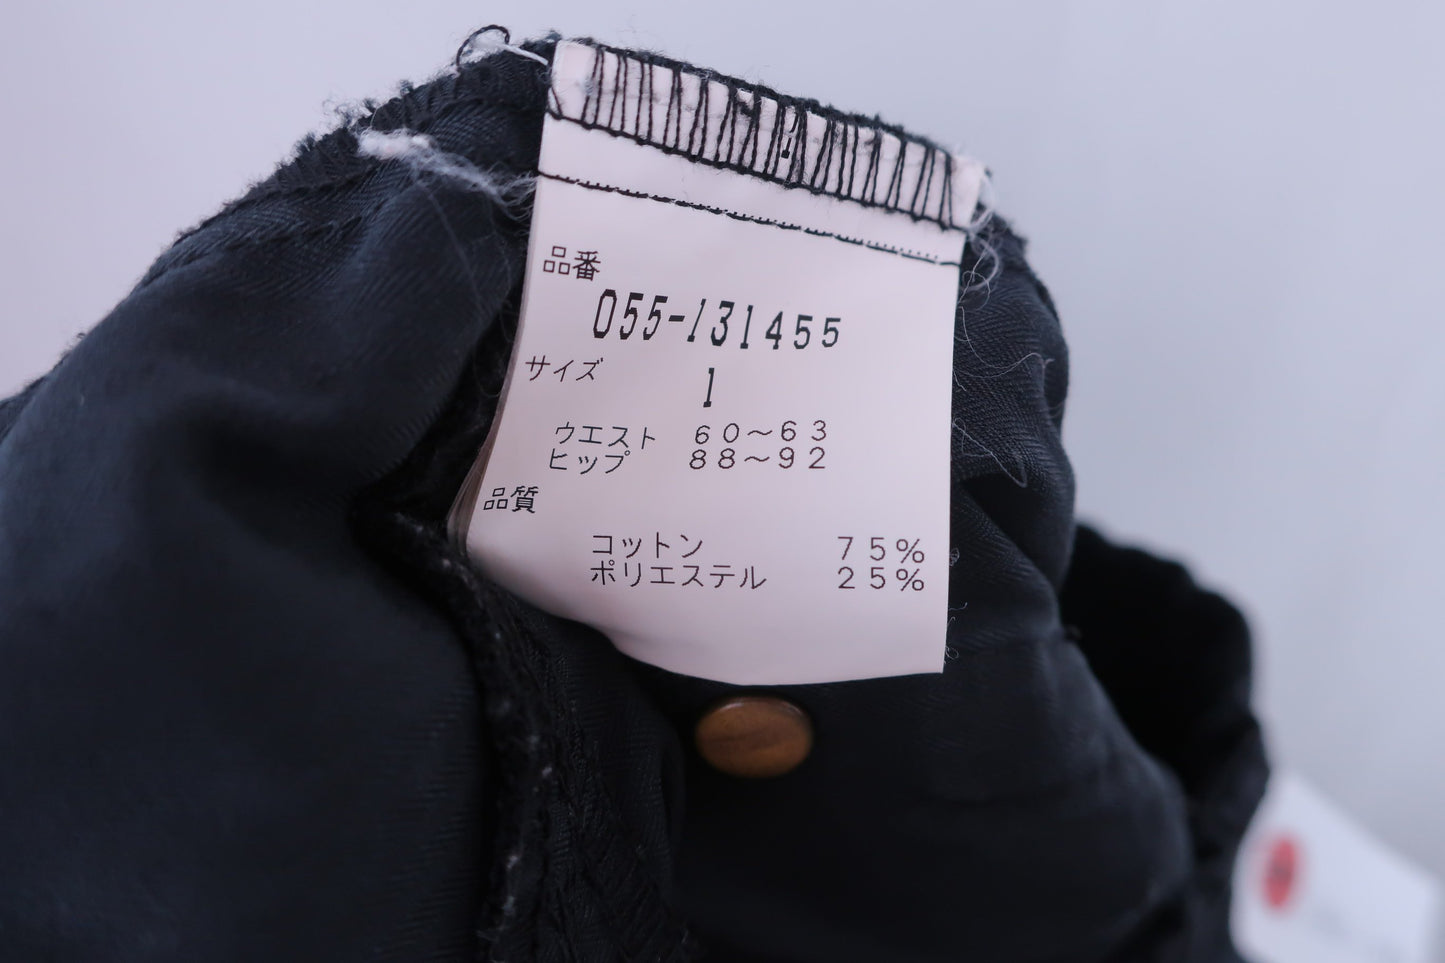 品番
055-131455
サイズ 1
ウエスト 60～63
ヒップ 88～92
品質
コットン 75%
ポリエステル 25%